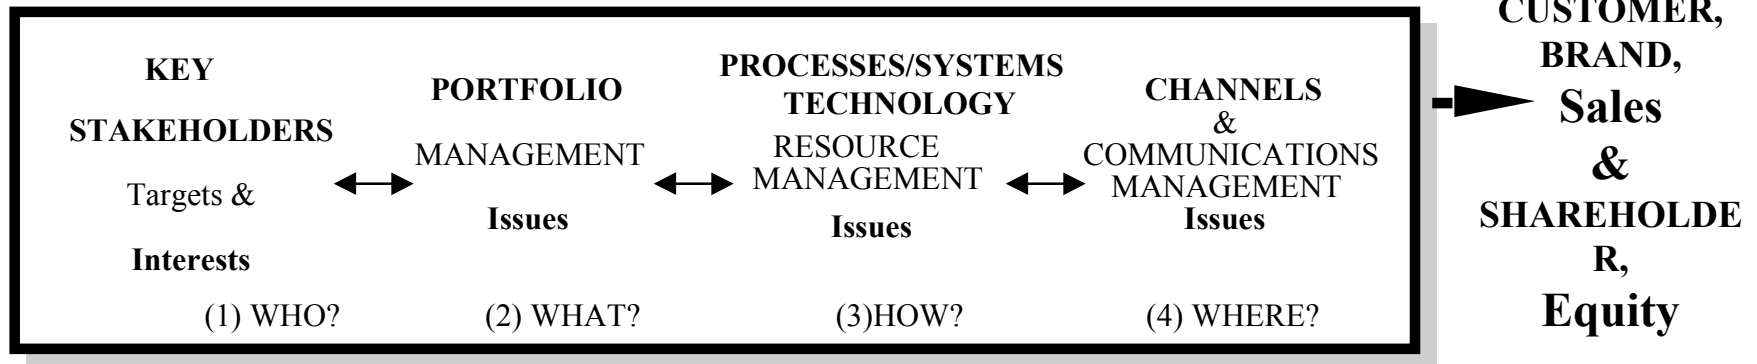 KEY
STAKEHOLDERS
Targets &
Interests
(1) WHO?
PORTFOLIO
MANAGEMENT
Issues
(2) WHAT?
PROCESSES/SYSTEMS
TECHNOLOGY
RESOURCE
MANAGEMENT
Issues
(3)HOW?
CHANNELS
&
COMMUNICATIONS
MANAGEMENT
Issues
(4) WHERE?
CUSTOMER,
BRAND,
Sales
&
SHAREHOLDE
R,
Equity